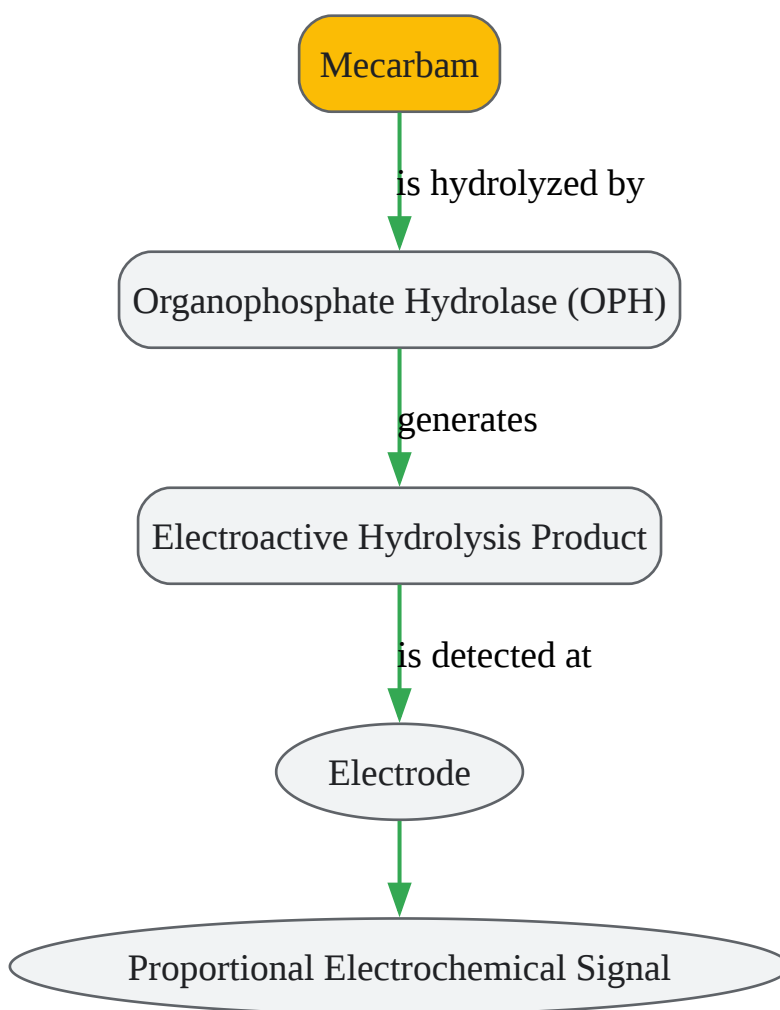 Mecarbam
is hydrolyzed by
Organophosphate Hydrolase (OPH)
generates
Electroactive Hydrolysis Product
is detected at
Electrode
Proportional Electrochemical Signal